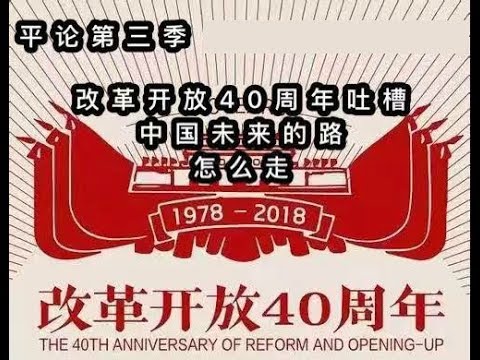 平论第三季
改革开放40周年吐槽
中国未来的路
怎么走
1978 - 2018
改革开放40周年
THE 40TH ANNIVERSARY OF REFORM AND OPENING-UP